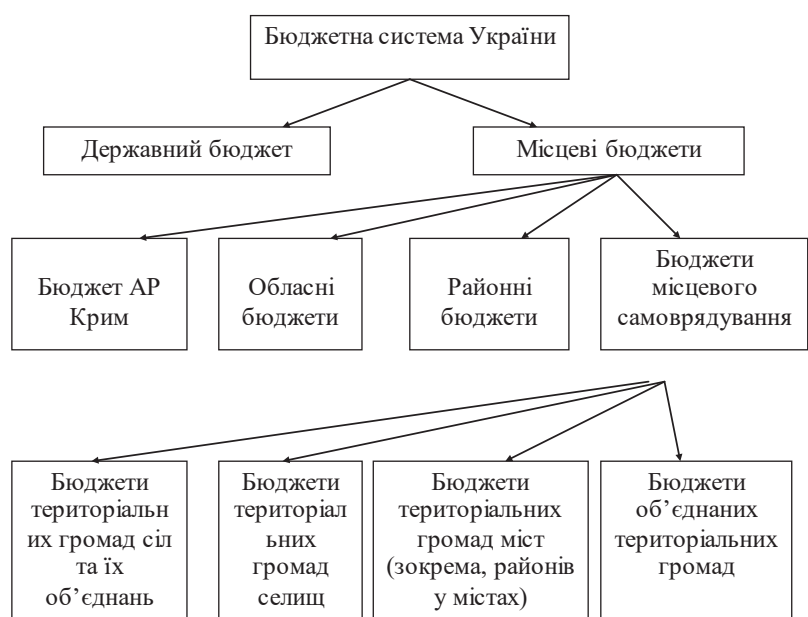 Бюджетна система України
Державний бюджет
Місцеві бюджети
Бюджет АР
Крим
Обласні
бюджети
Районні
бюджети
Бюджети
місцевого
самоврядування
Бюджети
територіальн
их громад сіл
та їх
об’єднань
Бюджети
територіал
ьних
громад
селищ
Бюджети
територіальних
громад міст
(зокрема, районів
у містах)
Бюджети
об’єднаних
територіальних
громад